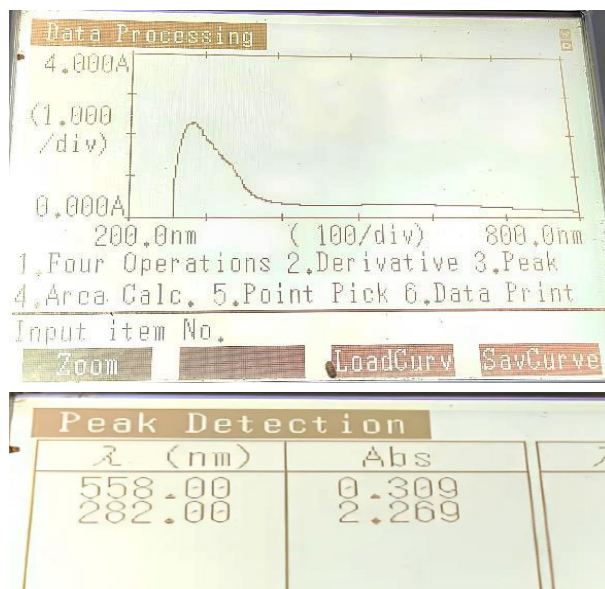 Data Processing
4.000A
(1.000
/div)
0.000A
200.0nm ( 100/div) 800.0nm
1.Four Operations 2.Derivative 3.Peak
4.Area Calc. 5.Point Pick 6.Data Print
Input item No.
Zoom LoadCurv SavCurve
Peak Detection
λ (nm) Abs
558.00 0.309
282.00 2.269